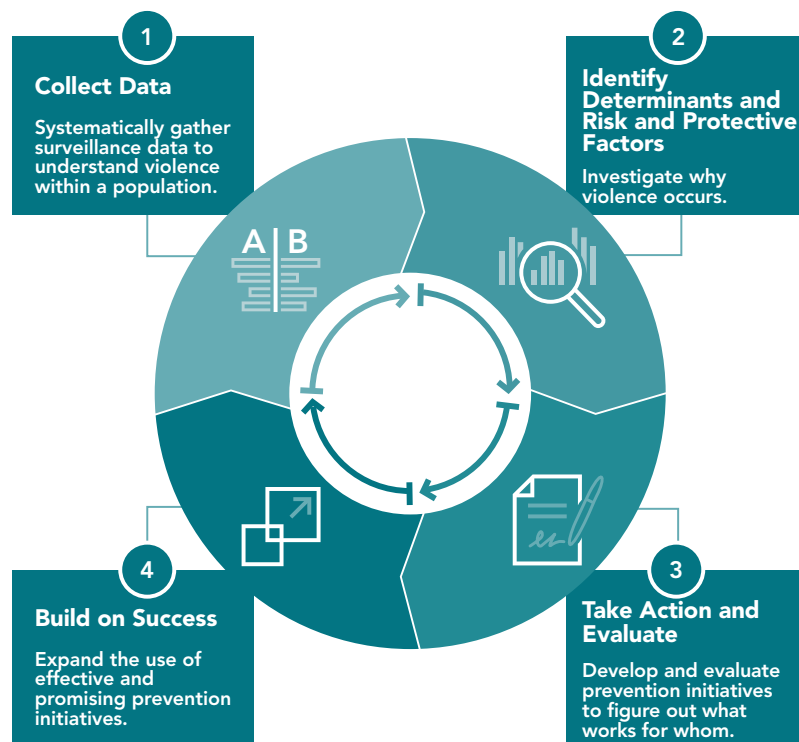 1
Collect Data
Systematically gather
surveillance data to
understand violence
within a population.
2
Identify
Determinants and
Risk and Protective
Factors
Investigate why
violence occurs.
A B
4
Build on Success
Expand the use of
effective and
promising prevention
initiatives.
3
Take Action and
Evaluate
Develop and evaluate
prevention initiatives
to figure out what
works for whom.